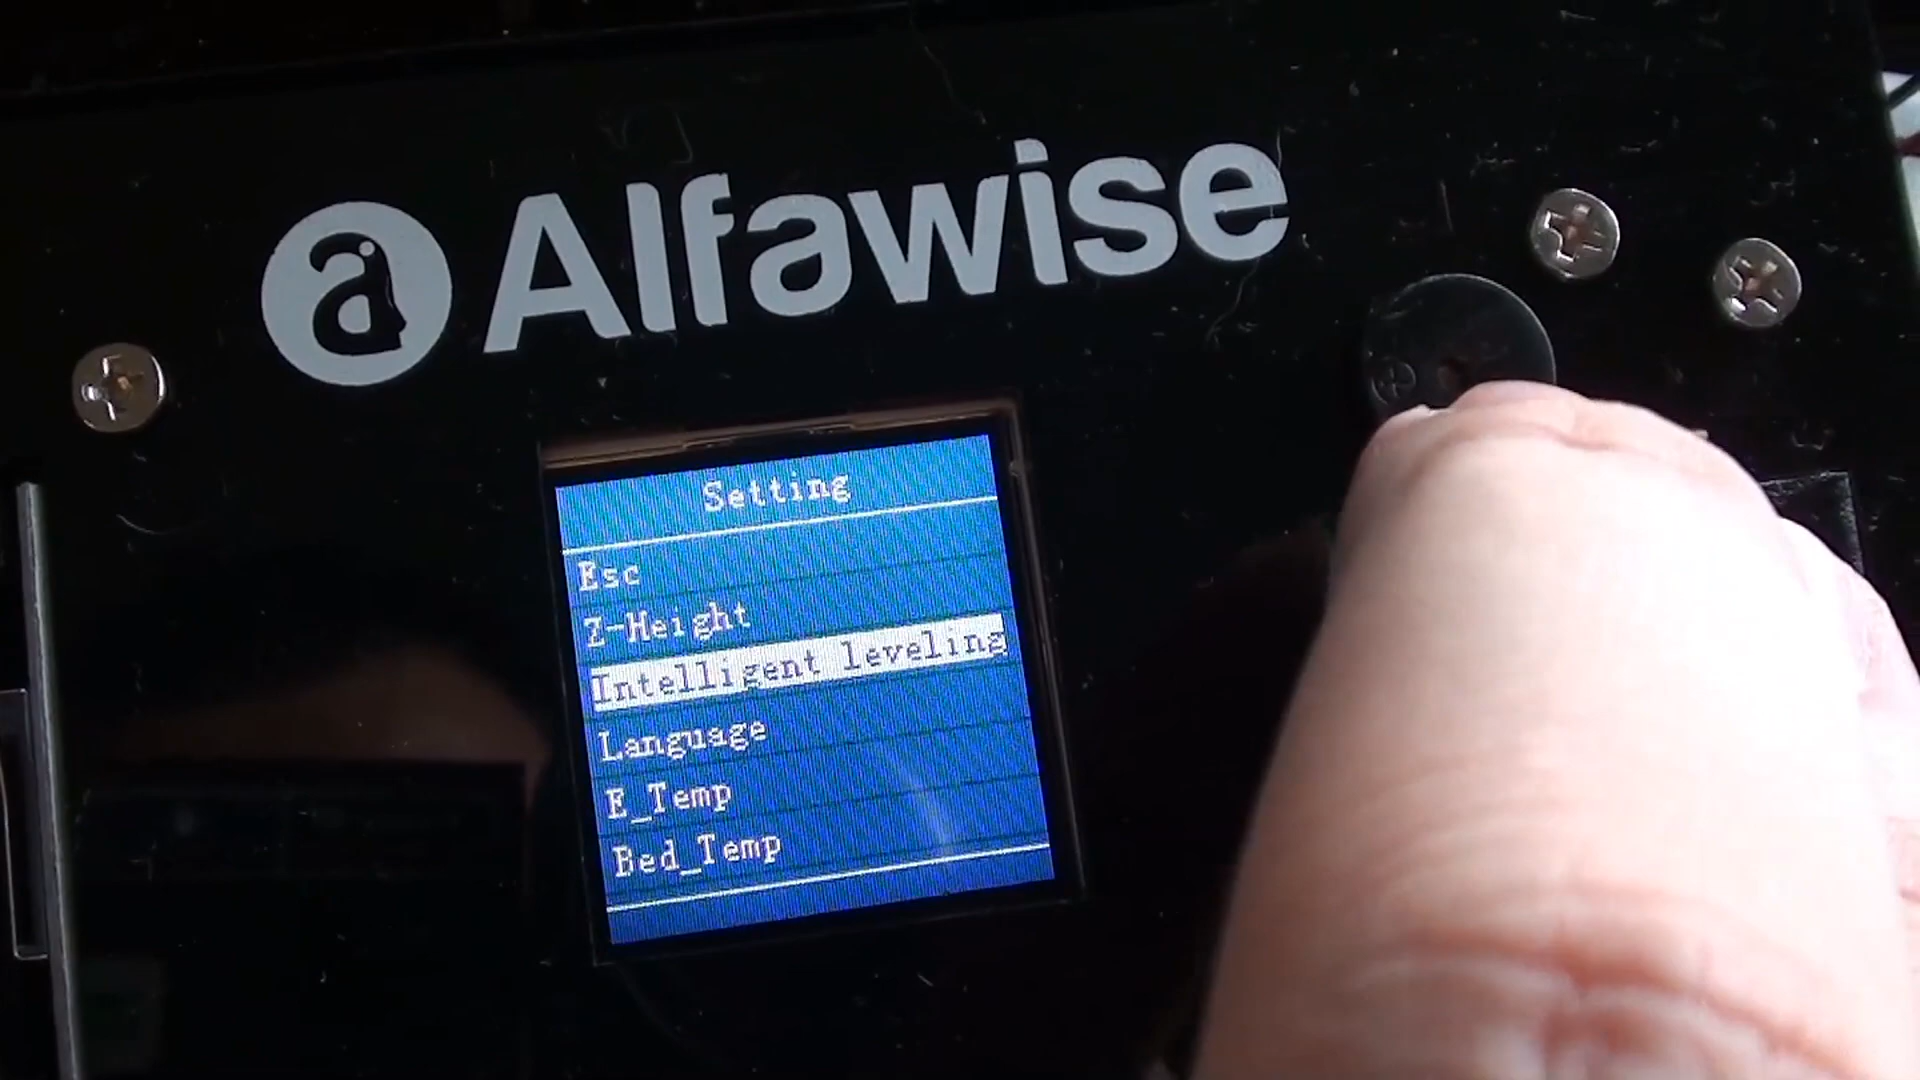 Alfawise
Setting
Esc
Z-Height
Intelligent leveling
Language
E_Temp
Bed_Temp